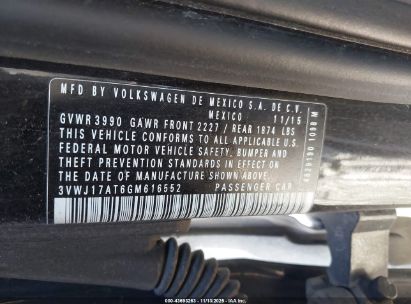 MFD BY VOLKSWAGEN DE MEXICO S.A. DE C.V.
MEXICO 11/15
GVWR3990 GAWR FRONT 2227 / REAR 1874 LBS
THIS VEHICLE CONFORMS TO ALL APPLICABLE U.S.
FEDERAL MOTOR VEHICLE SAFETY, BUMPER AND
THEFT PREVENTION STANDARDS IN EFFECT ON
THE DATE OF MANUFACTURE SHOWN ABOVE.
3VWJ17AT6GM616552 PASSENGER CAR